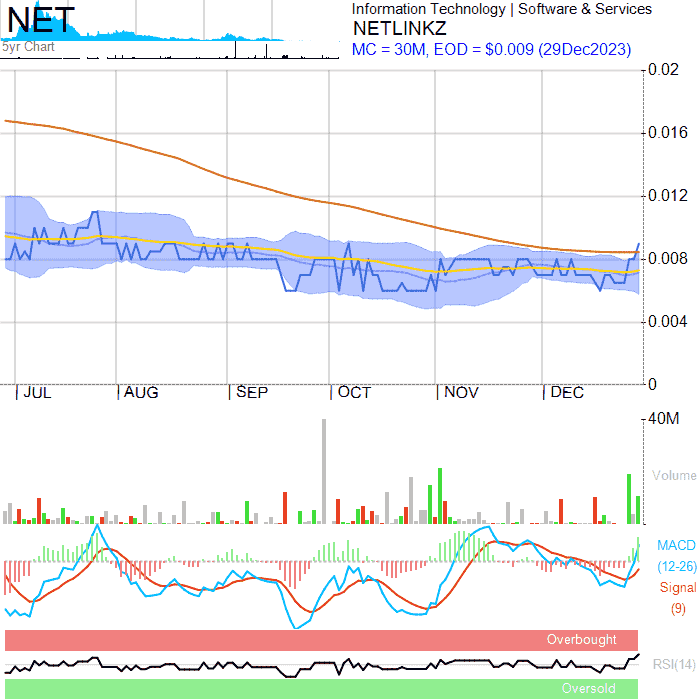 NET
5yr Chart
Information Technology | Software & Services
NETLINKZ
MC = 30M, EOD = $0.009 (29Dec2023)
0.02
0.016
0.012
0.008
0.004
0
JUL AUG SEP OCT NOV DEC
40M
Volume
MACD
(12-26)
Signal
(9)
Overbought
RSI(14)
Oversold